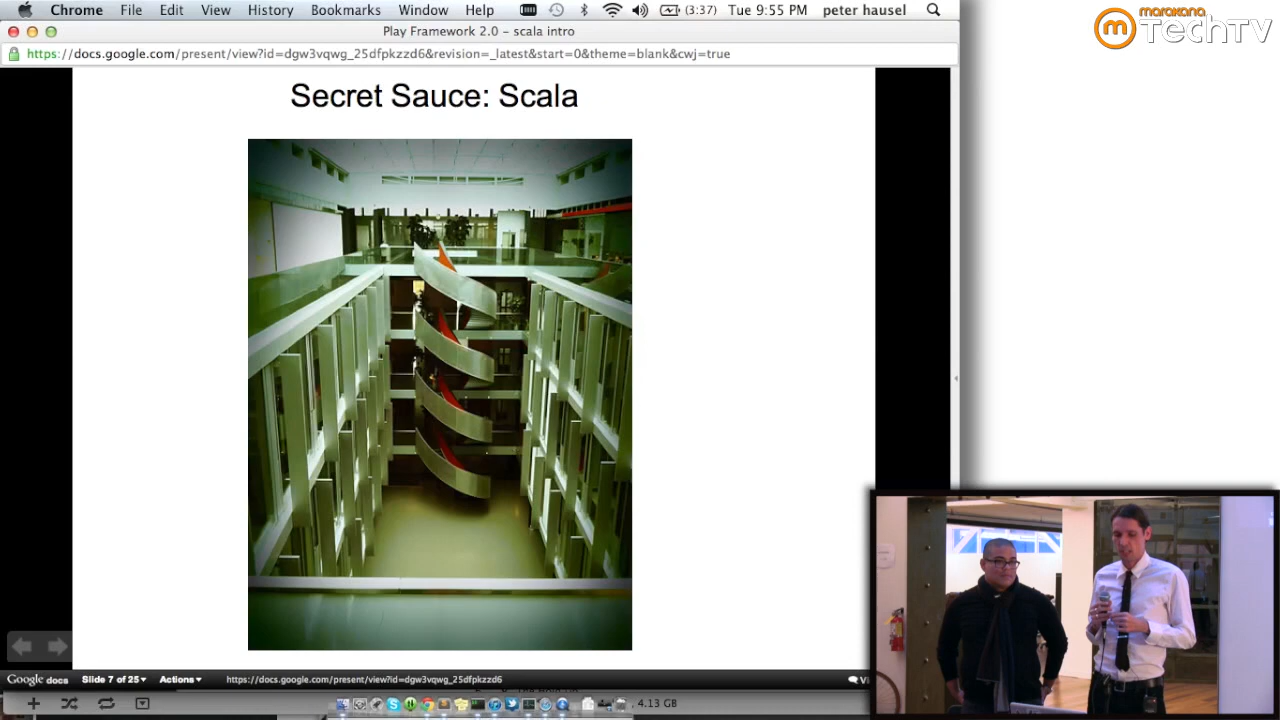 Chrome File Edit View History Bookmarks Window Help (3:37) Tue 9:55 PM peter hausel
marakana
TechTV
Play Framework 2.0 - scala intro
https://docs.google.com/present/view?id=dgw3vqwg_25dfpkzzd6&revision=_latest&start=0&theme=blank&cwj=true
Secret Sauce: Scala
Google docs Slide 7 of 25 Actions https://docs.google.com/present/view?id=dgw3vqwg_25dfpkzzd6
, 4.13 GB